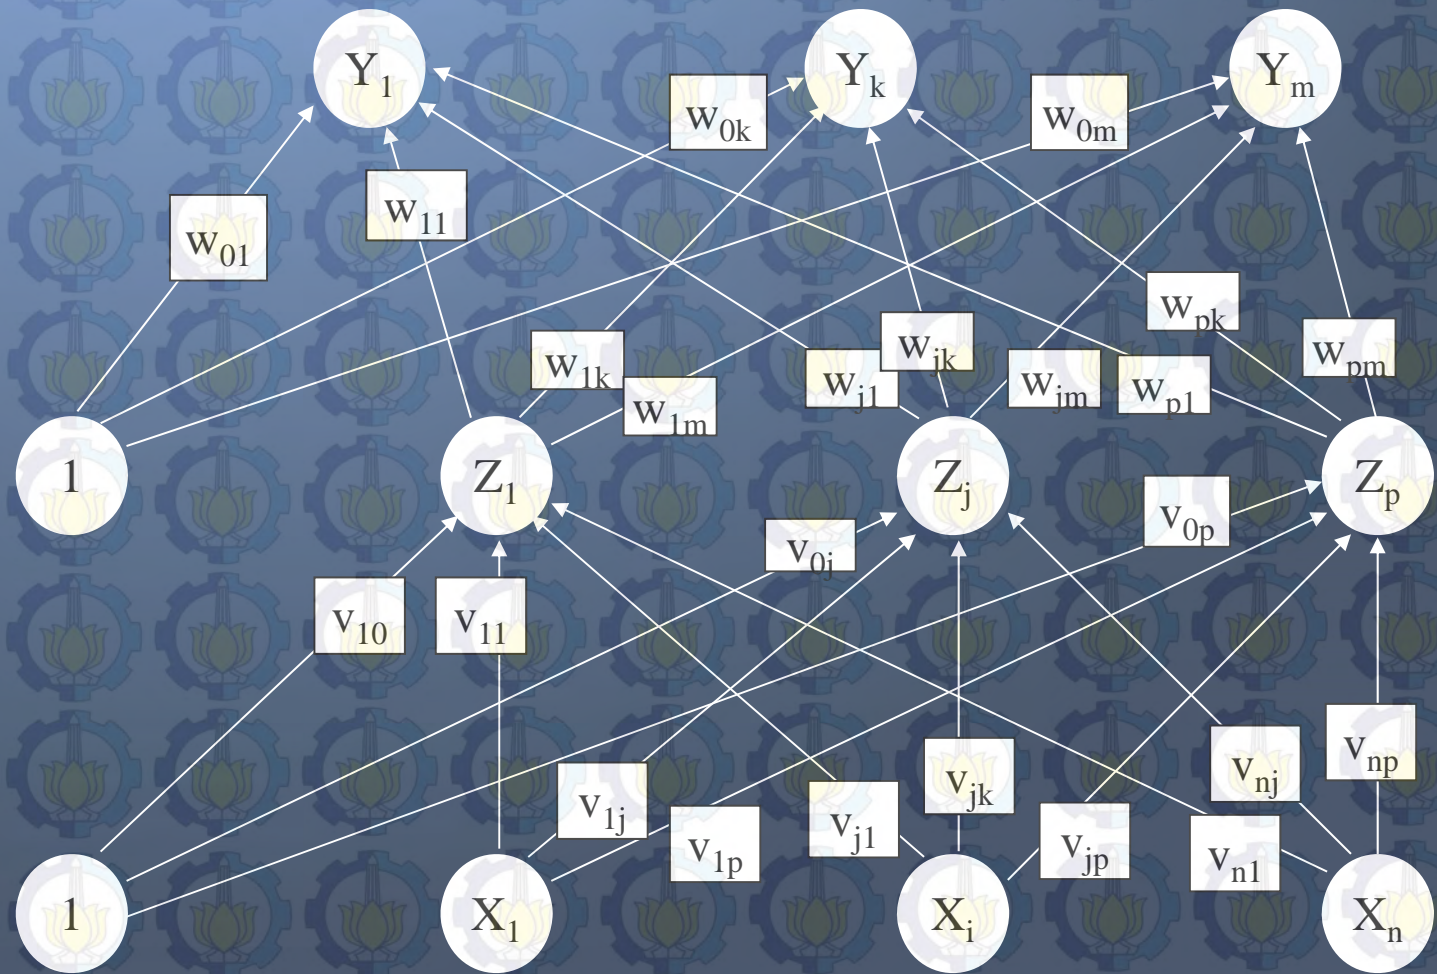 Y₁ Yₖ Yₘ
w₀ₖ w₀ₘ
w₁₁
w₀₁
wₚₖ
wⱼₖ wₚₘ
w₁ₖ wⱼ₁ wⱼₘ wₚ₁
w₁ₘ
1 Z₁ Zⱼ Zₚ
v₀ⱼ v₀ₚ
v₁₀ v₁₁
vₙⱼ vₙₚ
v₁ⱼ vⱼₖ
v₁ₚ vⱼ₁ vⱼₚ vₙ₁
1 X₁ Xᵢ Xₙ